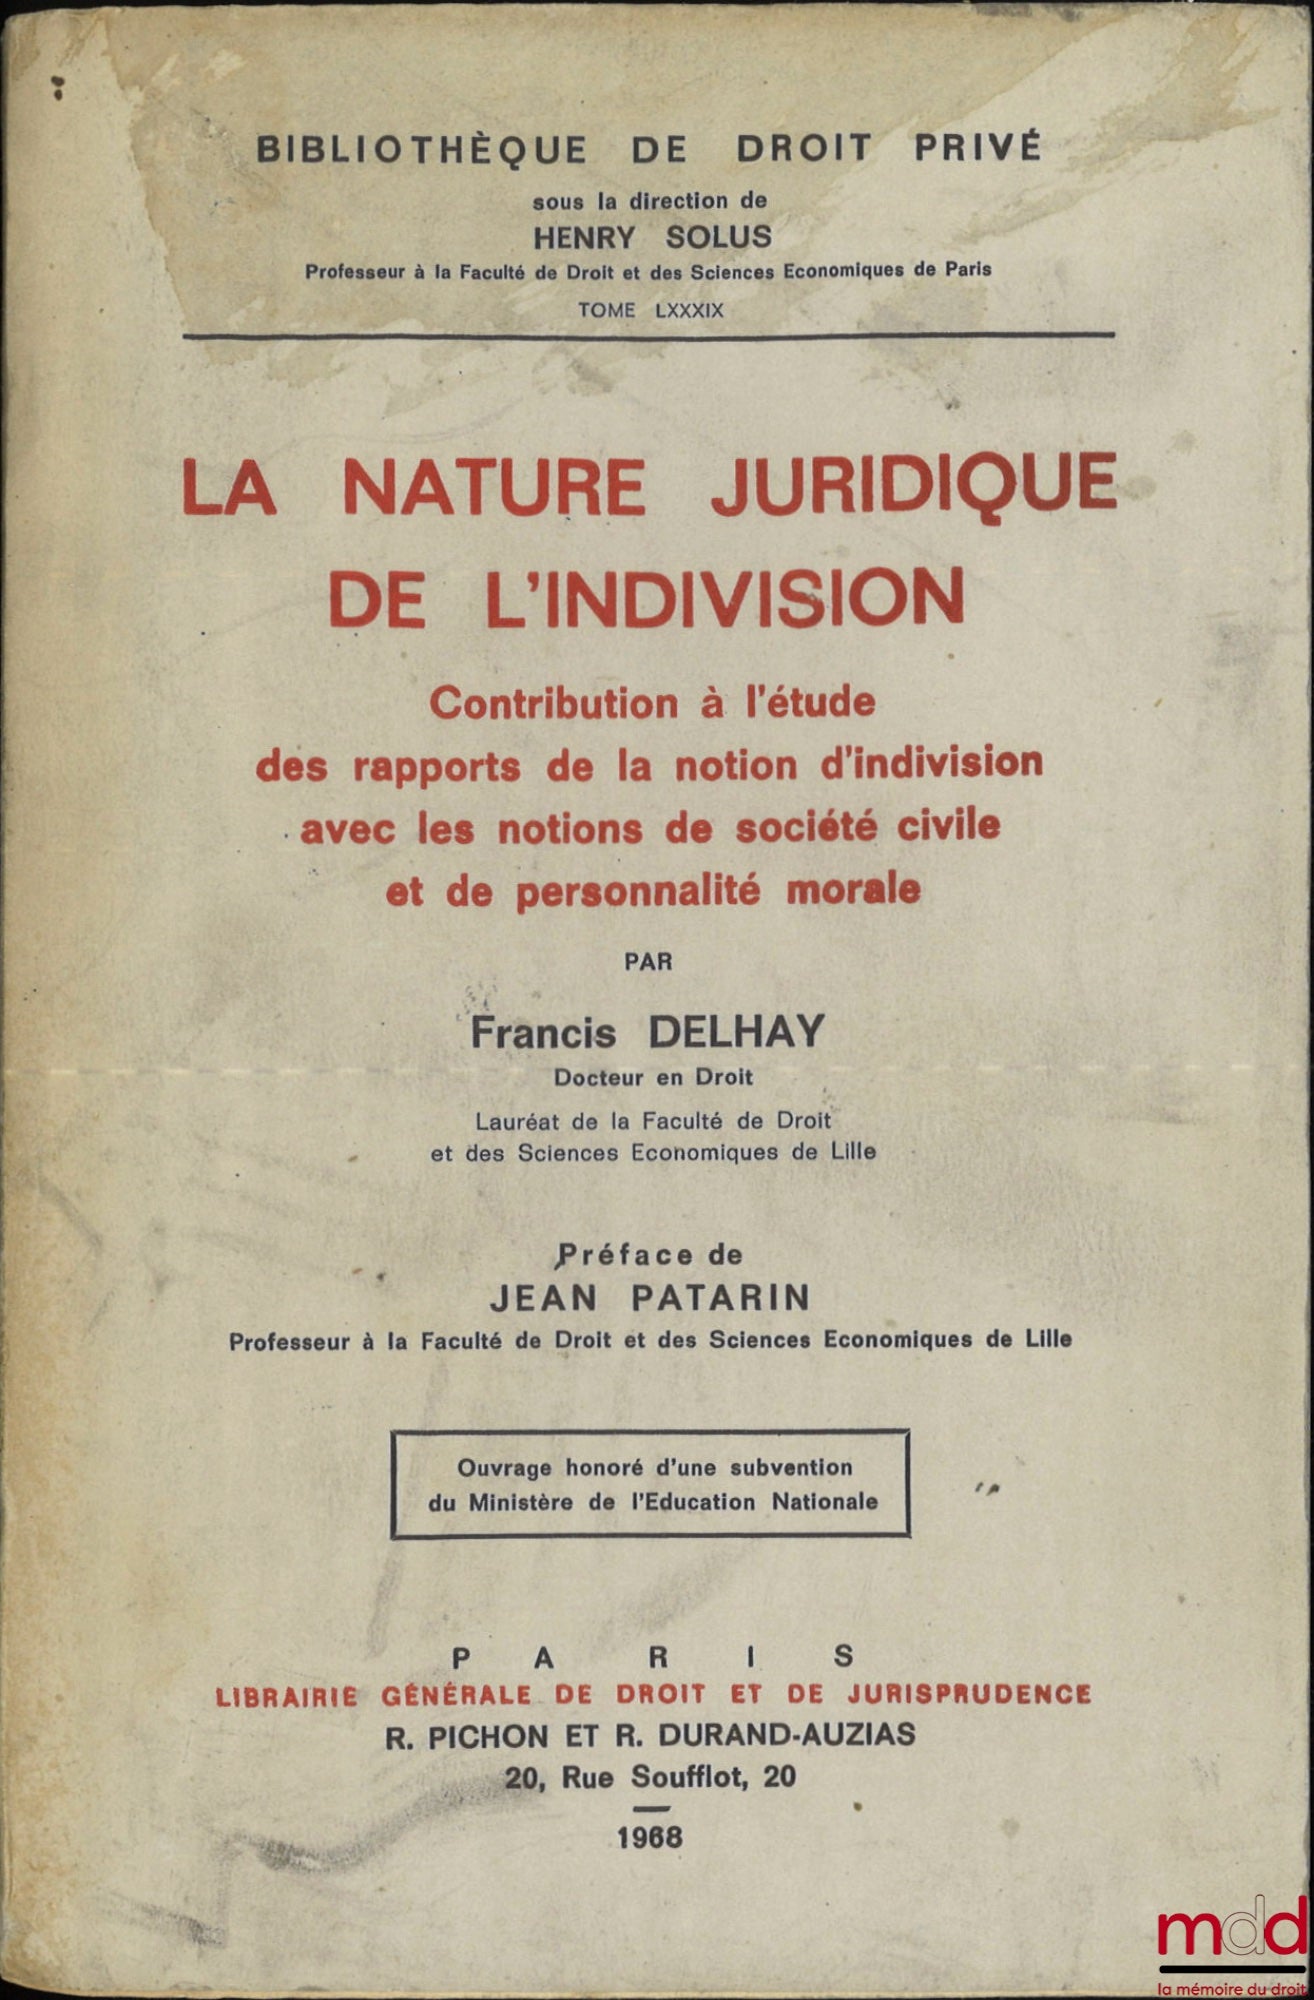 BIBLIOTHÈQUE DE DROIT PRIVÉ
sous la direction de
HENRY SOLUS
Professeur à la Faculté de Droit et des Sciences Economiques de Paris
TOME LXXXIX
LA NATURE JURIDIQUE
DE L'INDIVISION
Contribution à l'étude
des rapports de la notion d'indivision
avec les notions de société civile
et de personnalité morale
PAR
Francis DELHAY
Docteur en Droit
Lauréat de la Faculté de Droit
et des Sciences Economiques de Lille
Préface de
JEAN PATARIN
Professeur à la Faculté de Droit et des Sciences Economiques de Lille
Ouvrage honoré d'une subvention
du Ministère de l'Education Nationale
PARIS
LIBRAIRIE GÉNÉRALE DE DROIT ET DE JURISPRUDENCE
R. PICHON ET R. DURAND-AUZIAS
20, Rue Soufflot, 20
1968
mdd
la mémoire du droit